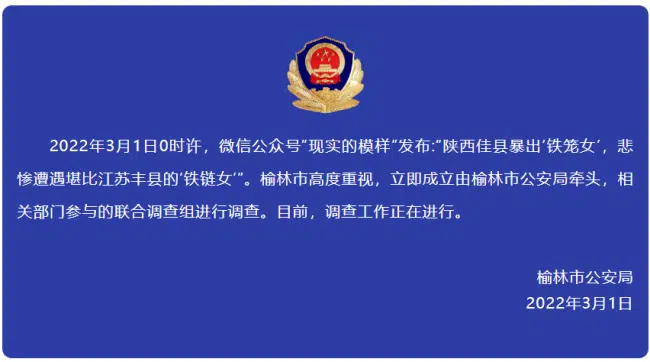 2022年3月1日0时许，微信公众号“现实的模样”发布:“陕西佳县暴出‘铁笼女’，悲
惨遭遇堪比江苏丰县的‘铁链女’”。榆林市高度重视，立即成立由榆林市公安局牵头，相
关部门参与的联合调查组进行调查。目前，调查工作正在进行。
榆林市公安局
2022年3月1日